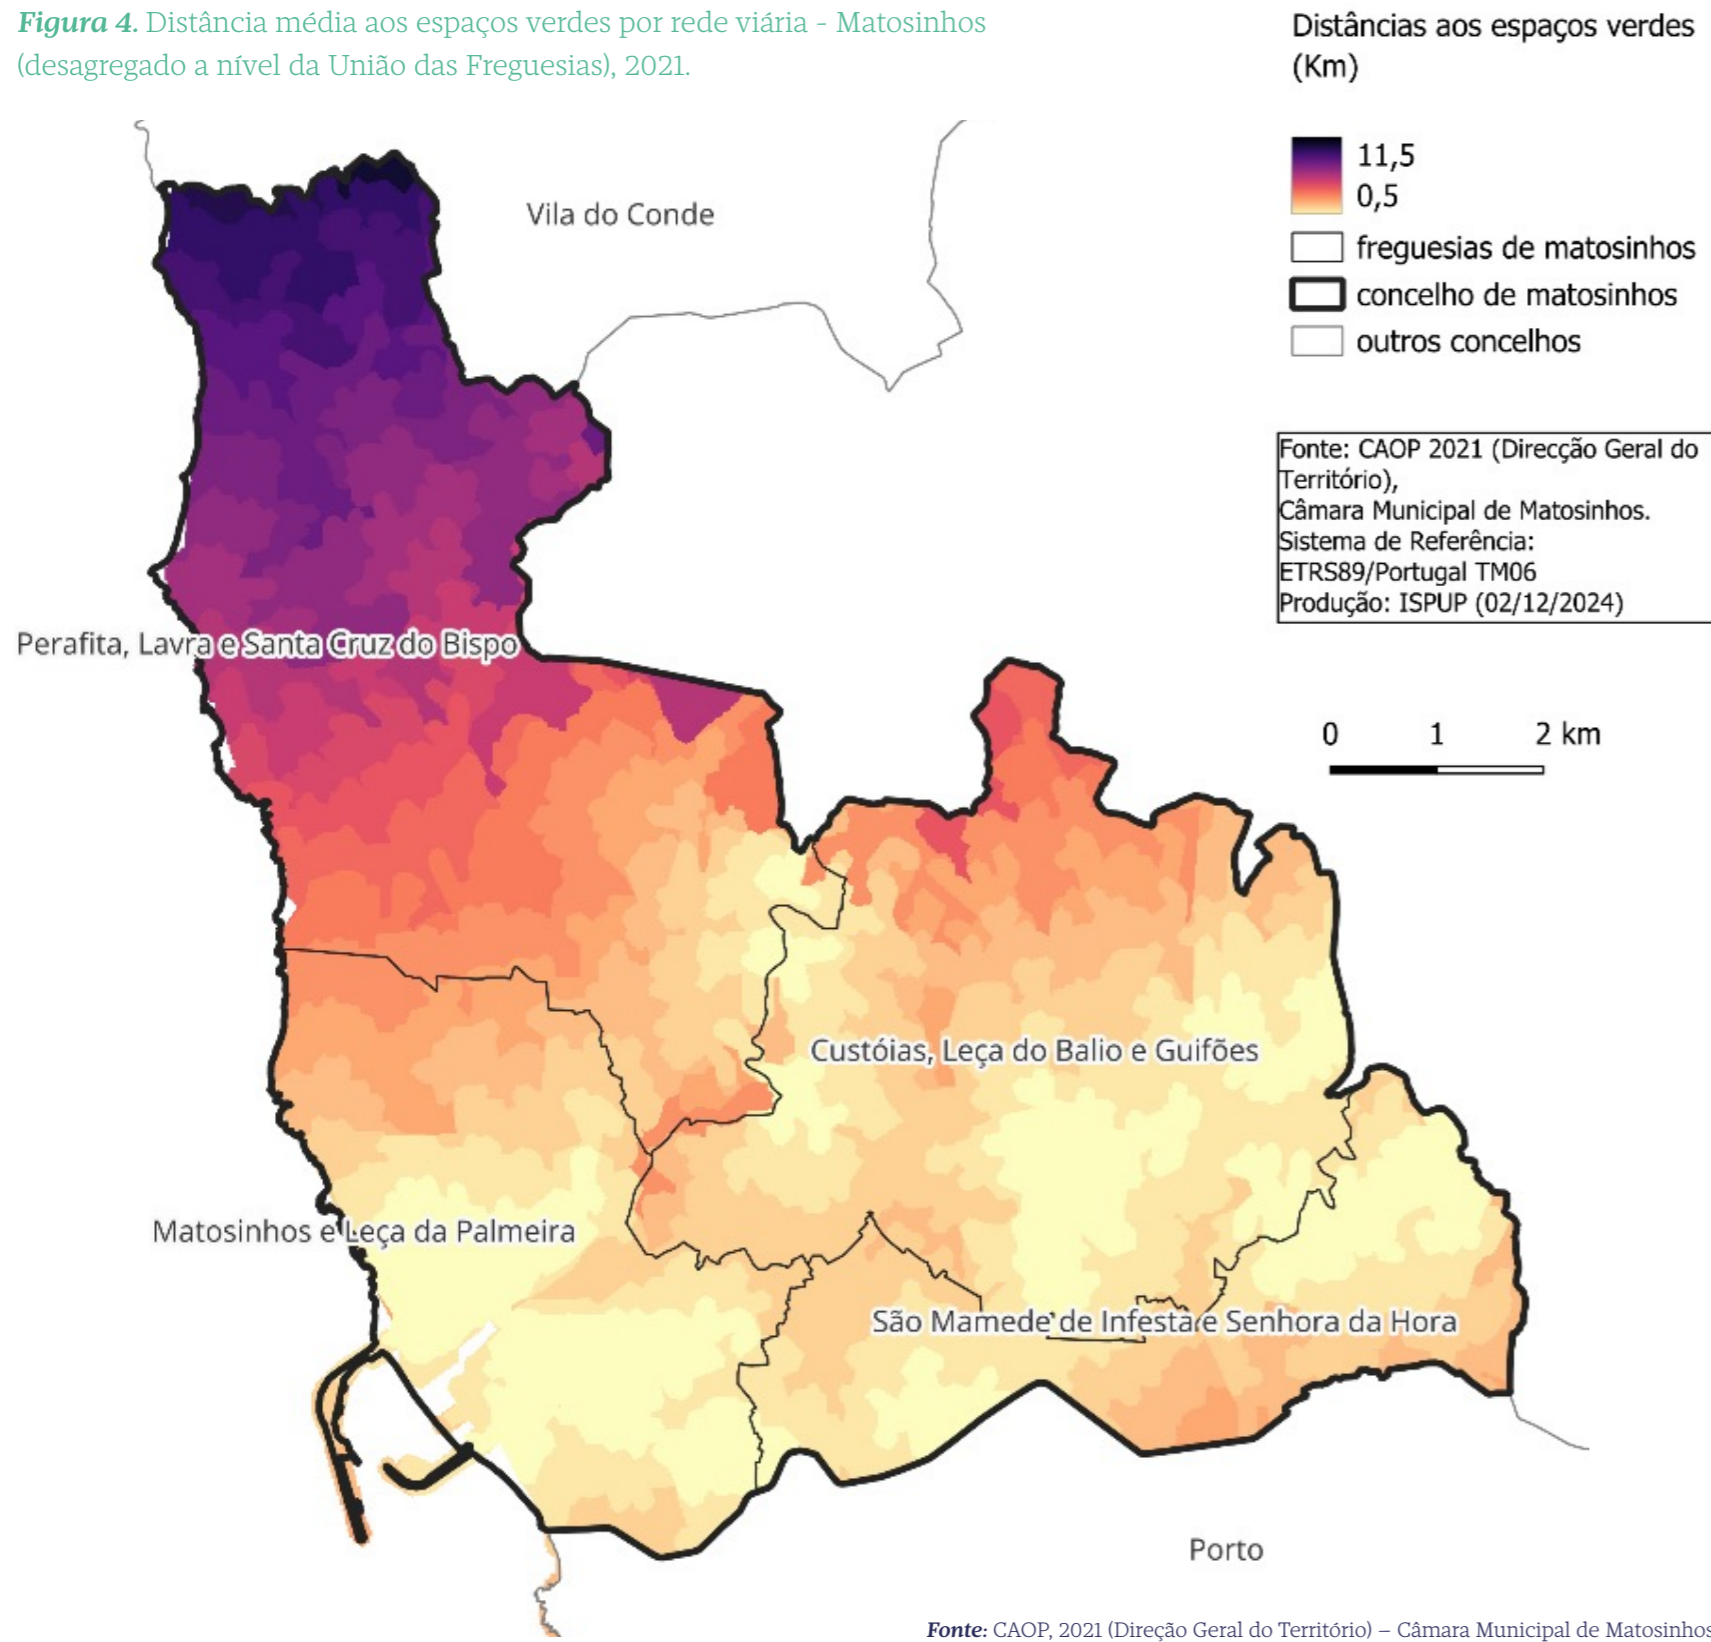 Figura 4. Distância média aos espaços verdes por rede viária - Matosinhos
(desagregado a nível da União das Freguesias), 2021.
Distâncias aos espaços verdes
(Km)
11,5
0,5
freguesias de matosinhos
concelho de matosinhos
outros concelhos
Vila do Conde
Fonte: CAOP 2021 (Direcção Geral do
Território),
Câmara Municipal de Matosinhos.
Sistema de Referência:
ETRS89/Portugal TM06
Produção: ISPUP (02/12/2024)
Perafita, Lavra e Santa Cruz do Bispo
0 1 2 km
Custóias, Leça do Balio e Guifões
Matosinhos e Leça da Palmeira
São Mamede de Infesta e Senhora da Hora
Porto
Fonte: CAOP, 2021 (Direção Geral do Território) – Câmara Municipal de Matosinhos